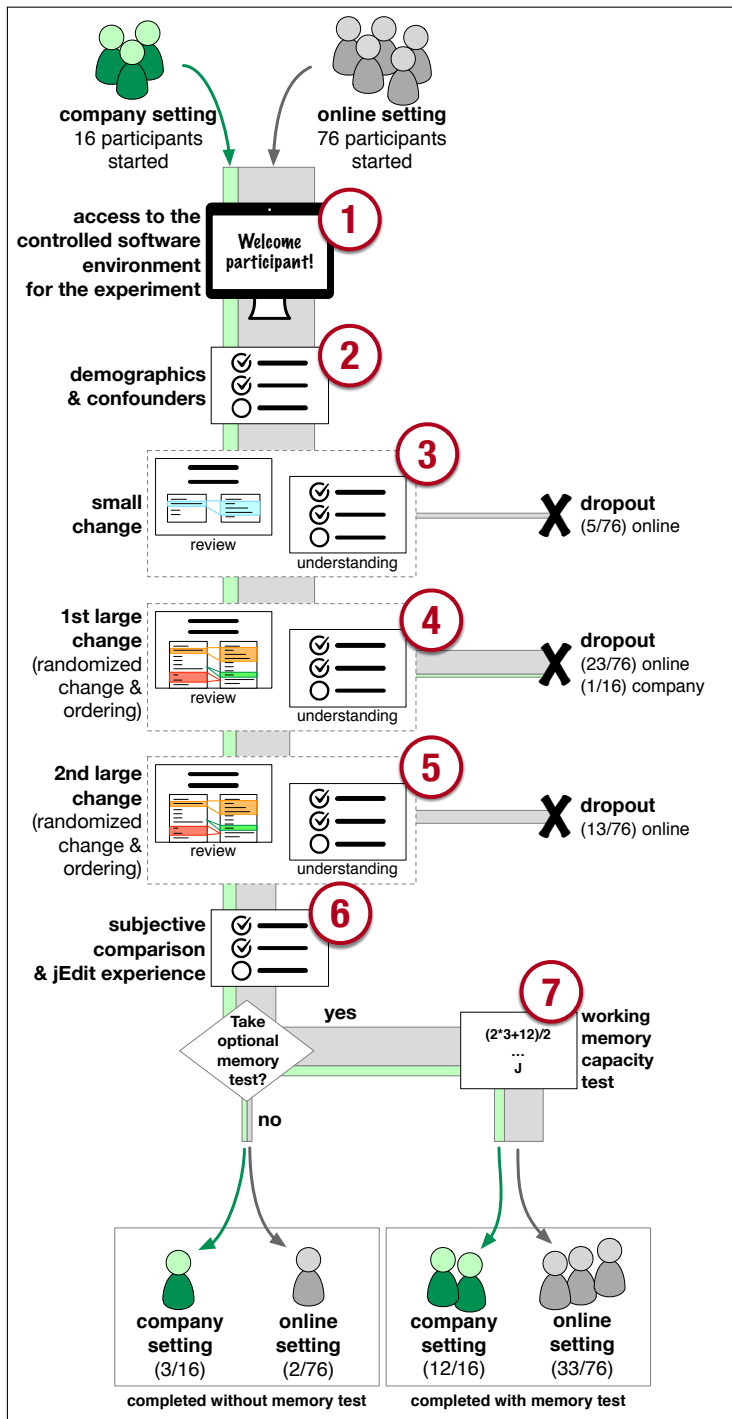 company setting
16 participants
started
online setting
76 participants
started
access to the
controlled software
environment
for the experiment
Welcome
participant!
1
demographics
& confounders
2
small
change
review
understanding
3
dropout
(5/76) online
1st large
change
(randomized
change &
ordering)
review
understanding
4
dropout
(23/76) online
(1/16) company
2nd large
change
(randomized
change &
ordering)
review
understanding
5
dropout
(13/76) online
subjective
comparison
& jEdit experience
6
Take
optional
memory
test?
yes
no
7
(2*3+12)/2
...
J
working
memory
capacity
test
company
setting
(3/16)
online
setting
(2/76)
completed without memory test
company
setting
(12/16)
online
setting
(33/76)
completed with memory test